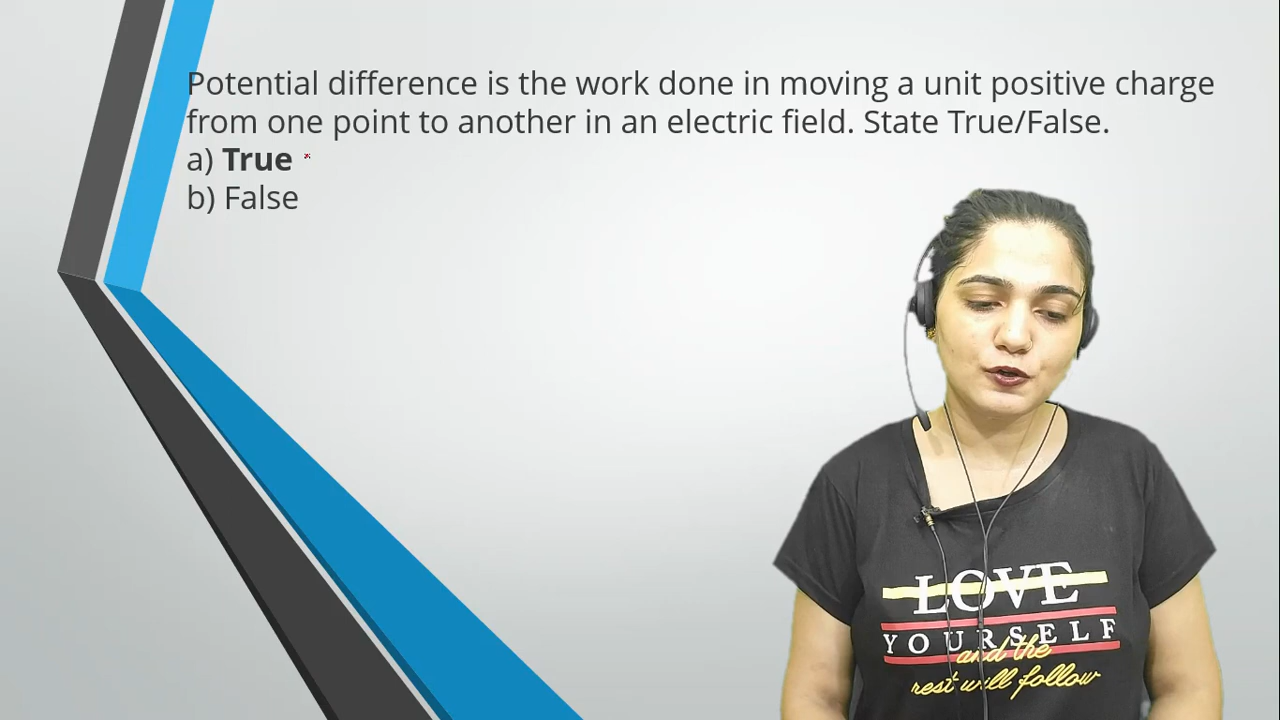 Potential difference is the work done in moving a unit positive charge
from one point to another in an electric field. State True/False.
a) True
b) False
LOVE
YOURSELF
and the
rest will follow